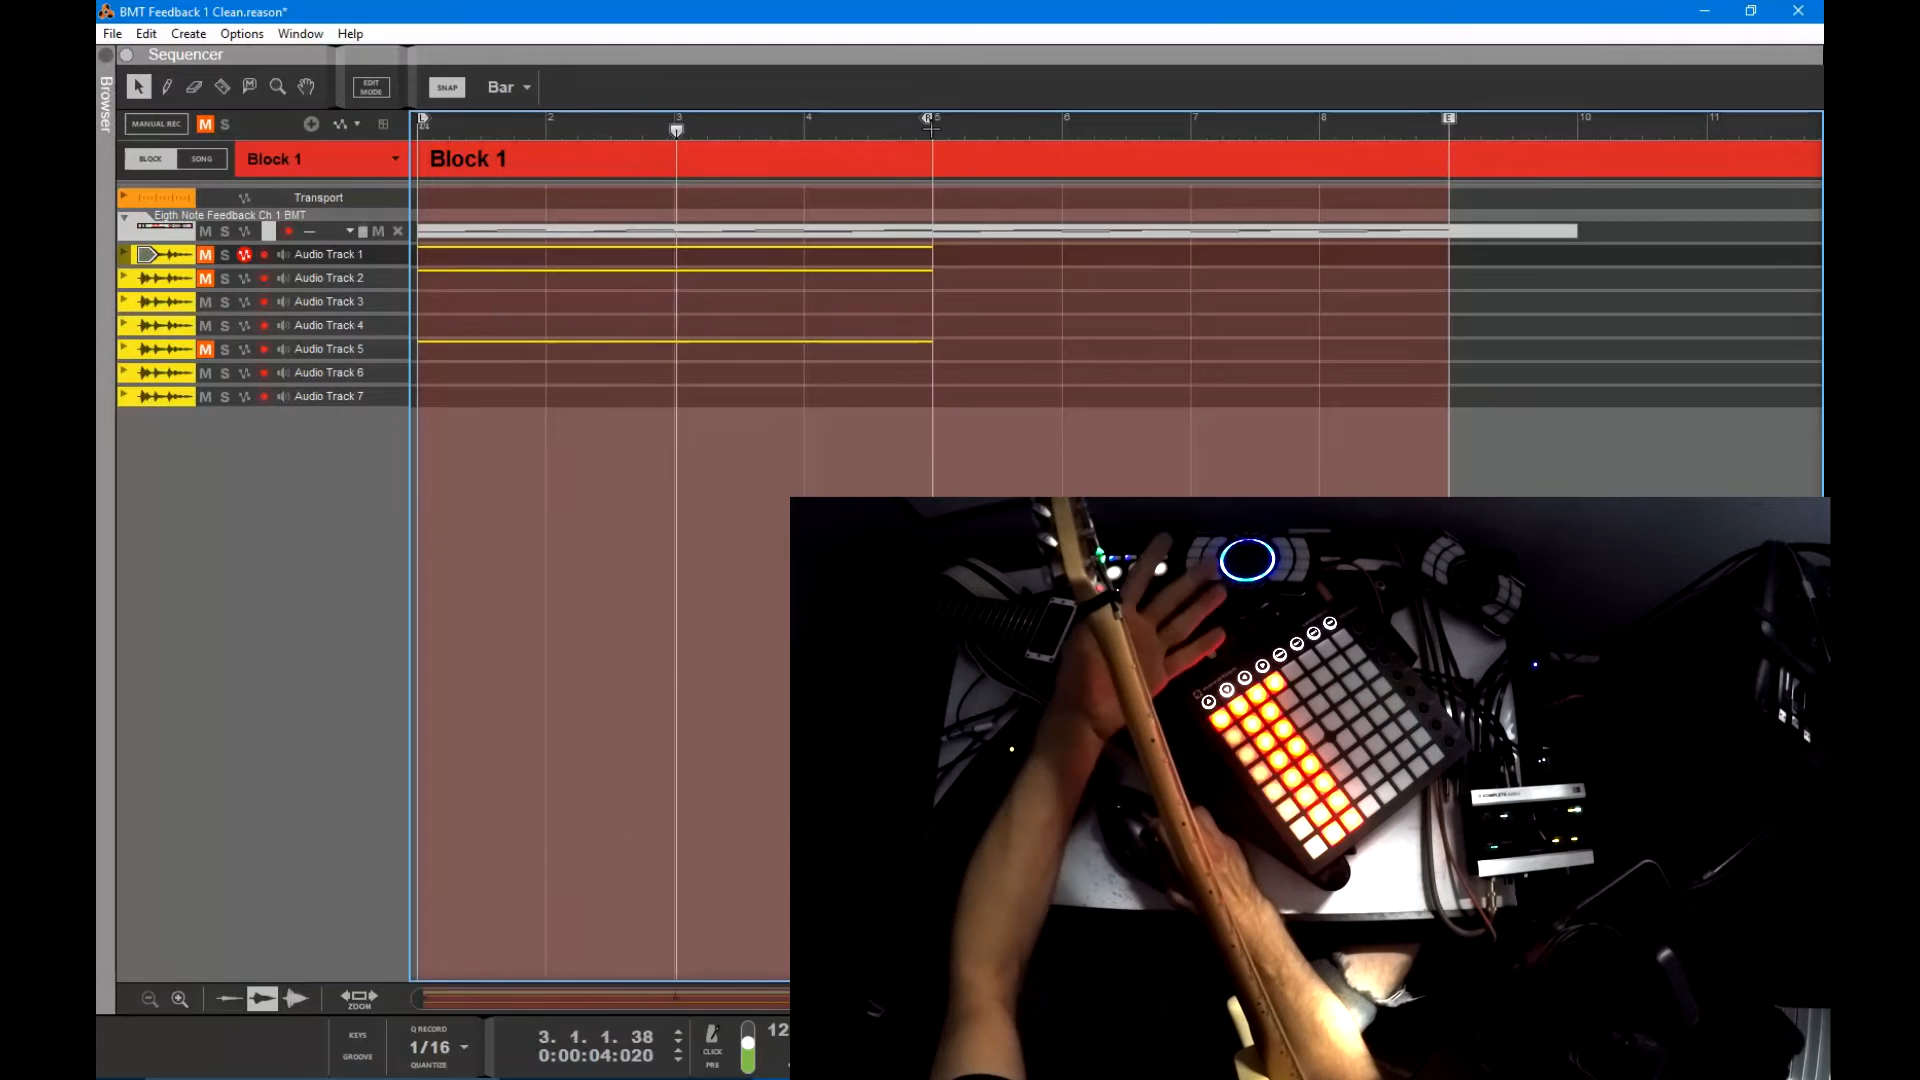 BMT Feedback 1 Clean.reason*
File Edit Create Options Window Help
Browser
Sequencer
EDIT MODE
SNAP
Bar
MANUAL REC
M S
L
2 3 4 5 6 7 8 E 10 11
BLOCK SONG Block 1
Block 1
Transport
Eigth Note Feedback Ch 1 BMT
M S M
M S Audio Track 1
M S Audio Track 2
M S Audio Track 3
M S Audio Track 4
M S Audio Track 5
M S Audio Track 6
M S Audio Track 7
ZOOM
KEYS
GROOVE
Q RECORD
1/16
QUANTIZE
3. 1. 1. 38
0:00:04:020
CLICK
PRE
12